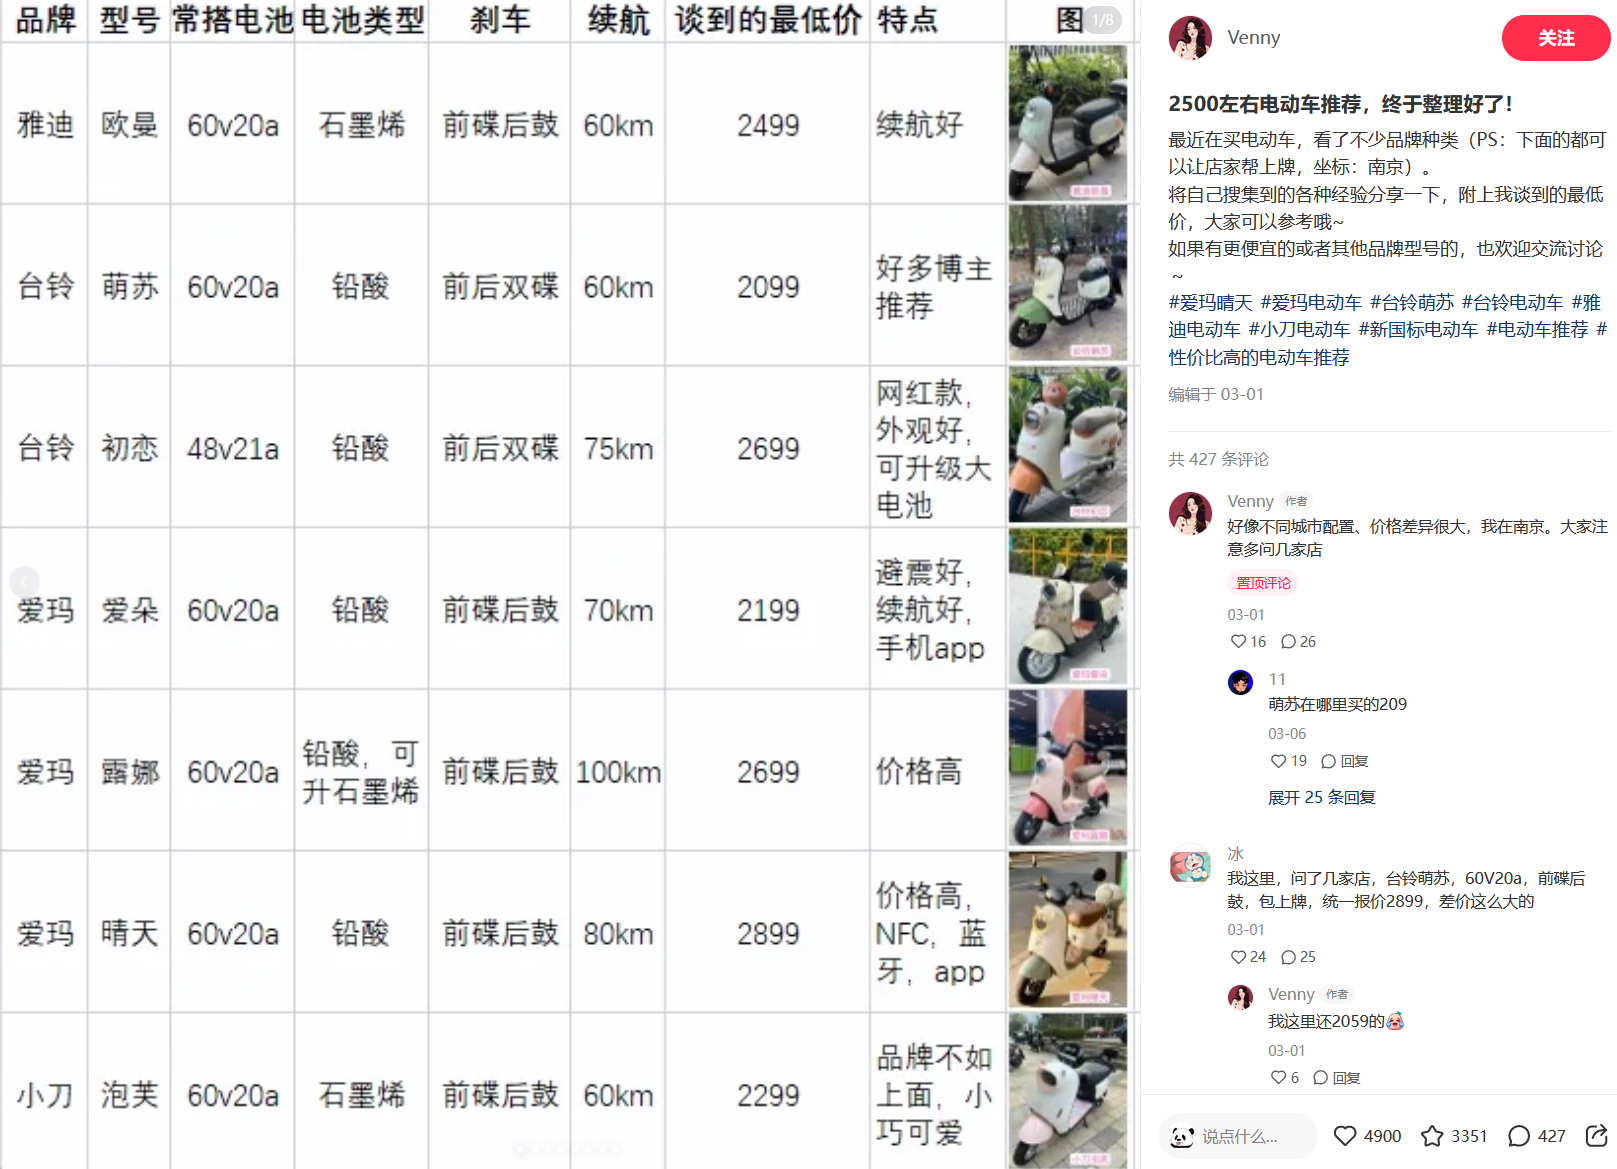 品牌 型号 常搭电池 电池类型 刹车 续航 谈到的最低价 特点 图
1/8
雅迪 欧曼 60v20a 石墨烯 前碟后鼓 60km 2499 续航好
台铃 萌苏 60v20a 铅酸 前后双碟 60km 2099 好多博主
推荐
台铃 初恋 48v21a 铅酸 前后双碟 75km 2699 网红款，
外观好，
可升级大
电池
爱玛 爱朵 60v20a 铅酸 前碟后鼓 70km 2199 避震好，
续航好，
手机app
爱玛 露娜 60v20a 铅酸，可
升石墨烯 前碟后鼓 100km 2699 价格高
爱玛 晴天 60v20a 铅酸 前碟后鼓 80km 2899 价格高，
NFC，蓝
牙，app
小刀 泡芙 60v20a 石墨烯 前碟后鼓 60km 2299 品牌不如
上面，小
巧可爱
Venny
关注
2500左右电动车推荐，终于整理好了！
最近在买电动车，看了不少品牌种类（PS：下面的都可
以让店家帮上牌，坐标：南京）。
将自己搜集到的各种经验分享一下，附上我谈到的最低
价，大家可以参考哦~
如果有更便宜的或者其他品牌型号的，也欢迎交流讨论
~
#爱玛晴天 #爱玛电动车 #台铃萌苏 #台铃电动车 #雅
迪电动车 #小刀电动车 #新国标电动车 #电动车推荐 #
性价比高的电动车推荐
编辑于 03-01
共 427 条评论
Venny 作者
好像不同城市配置、价格差异很大，我在南京。大家注
意多问几家店
置顶评论
03-01
16 26
11
萌苏在哪里买的209
03-06
19 回复
展开 25 条回复
冰
我这里，问了几家店，台铃萌苏，60V20a，前碟后
鼓，包上牌，统一报价2899，差价这么大的
03-01
24 25
Venny 作者
我这里还2059的
03-01
6 回复
说点什么...
4900 3351 427